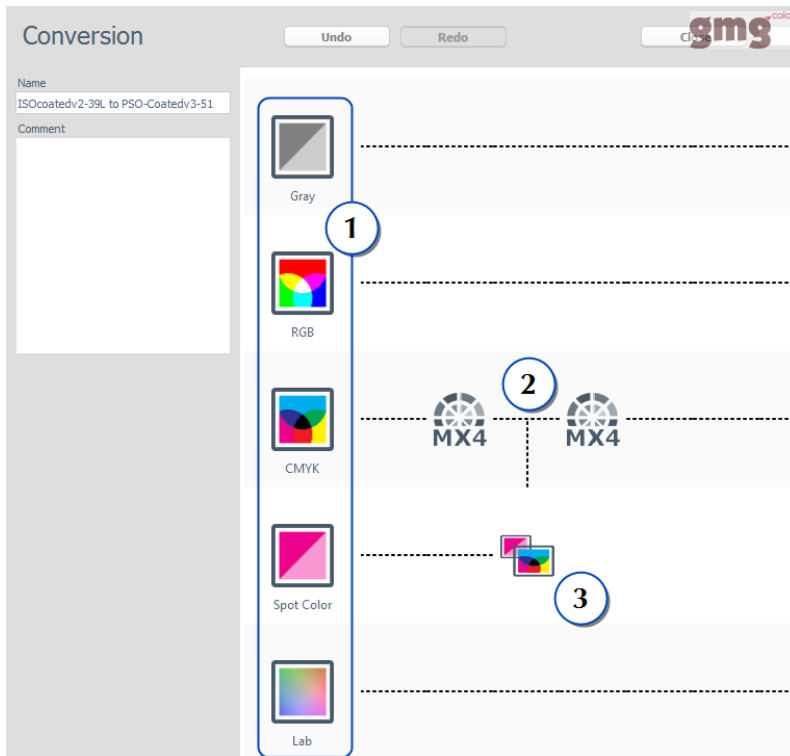 Conversion
Undo
Redo
Close
gmg
color
Name
ISOcoatedv2-39L to PSO-Coatedv3-51
Comment
Gray
1
RGB
2
MX4
MX4
CMYK
3
Spot Color
Lab